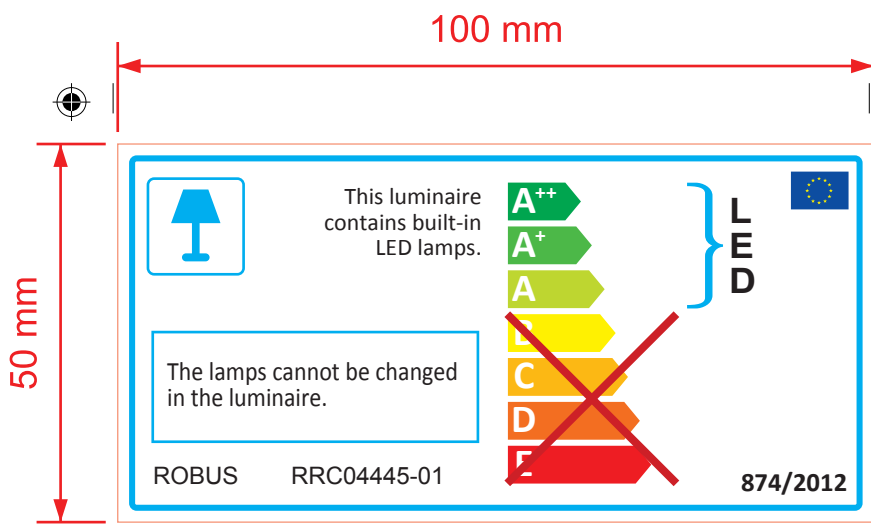 100 mm
50 mm
This luminaire
contains built-in
LED lamps.
A++
A+
A
B
C
D
E
L
E
D
The lamps cannot be changed
in the luminaire.
ROBUS RRC04445-01
874/2012